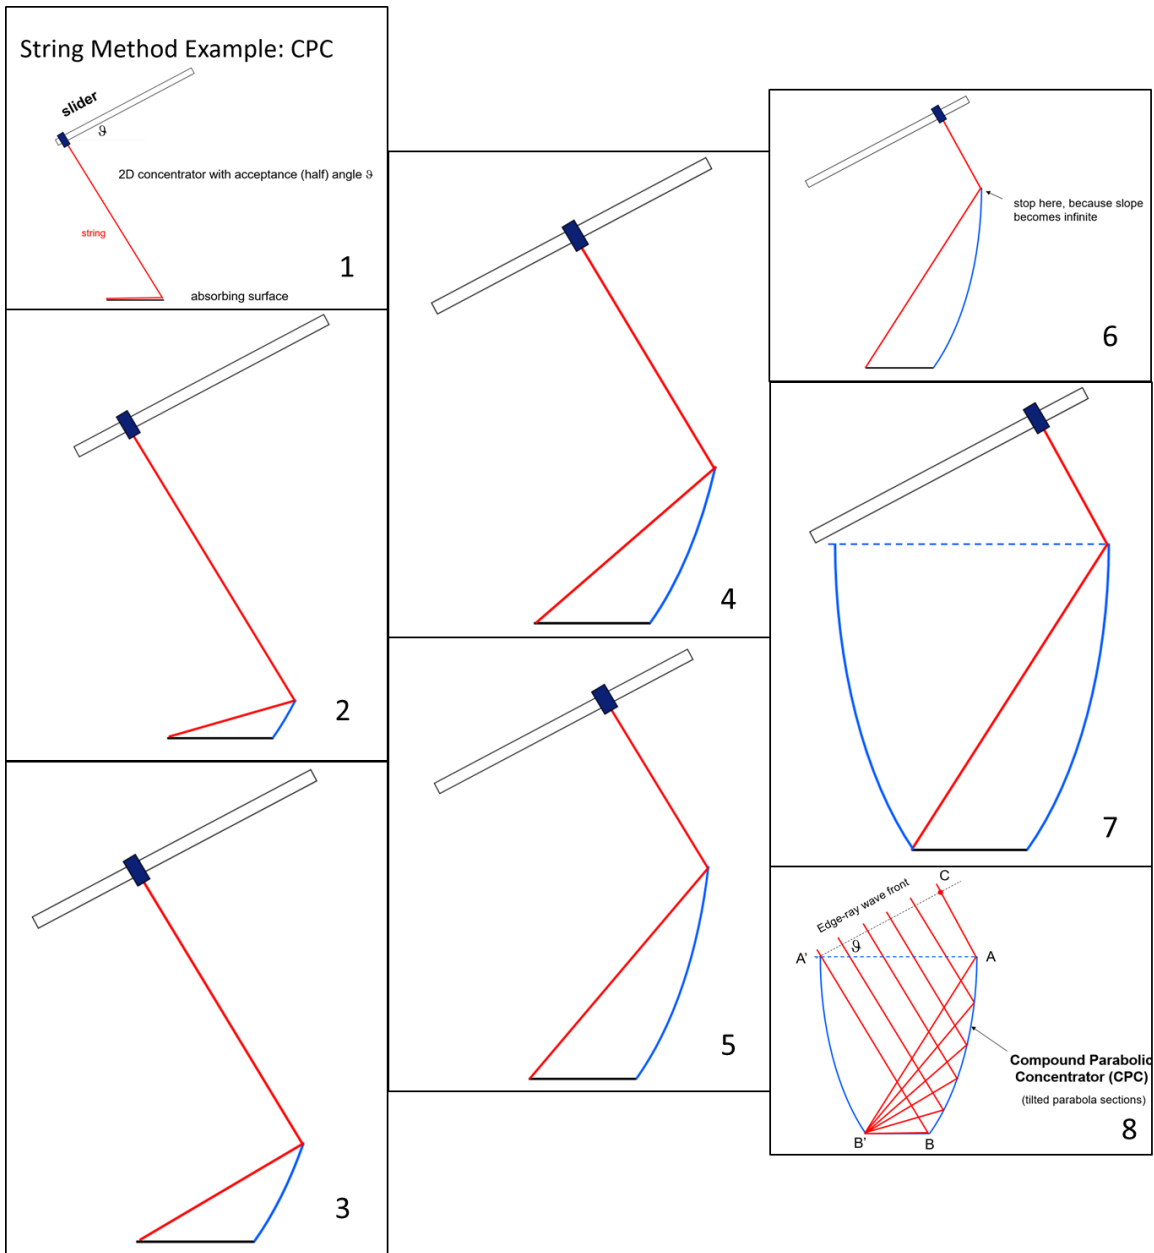 String Method Example: CPC
slider
ϑ
2D concentrator with acceptance (half) angle ϑ
string
1
absorbing surface
2
3
4
5
stop here, because slope
becomes infinite
6
7
C
Edge-ray wave front
ϑ
A'
A
Compound Parabolic
Concentrator (CPC)
(tilted parabola sections)
8
B'
B